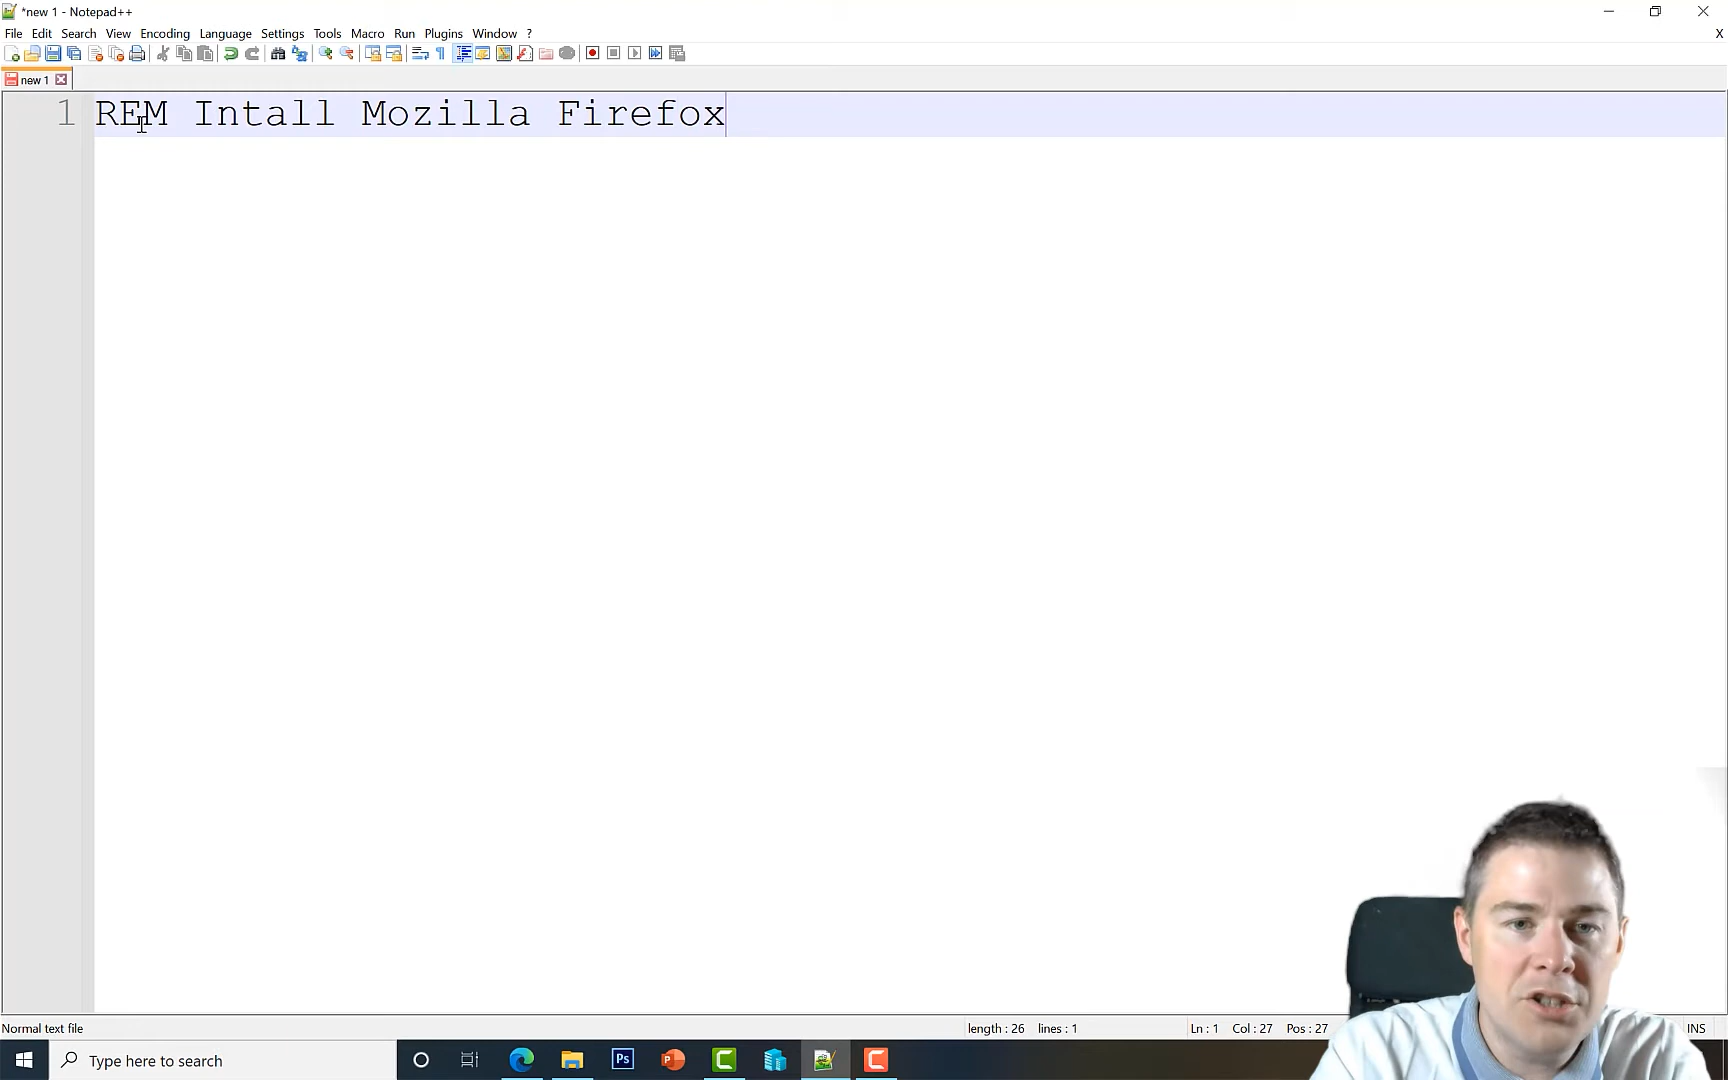 *new 1 - Notepad++
File Edit Search View Encoding Language Settings Tools Macro Run Plugins Window ? X
new 1
1 REM Intall Mozilla Firefox
Normal text file length : 26 lines : 1 Ln : 1 Col : 27 Pos : 27 INS
Type here to search Ps P C C